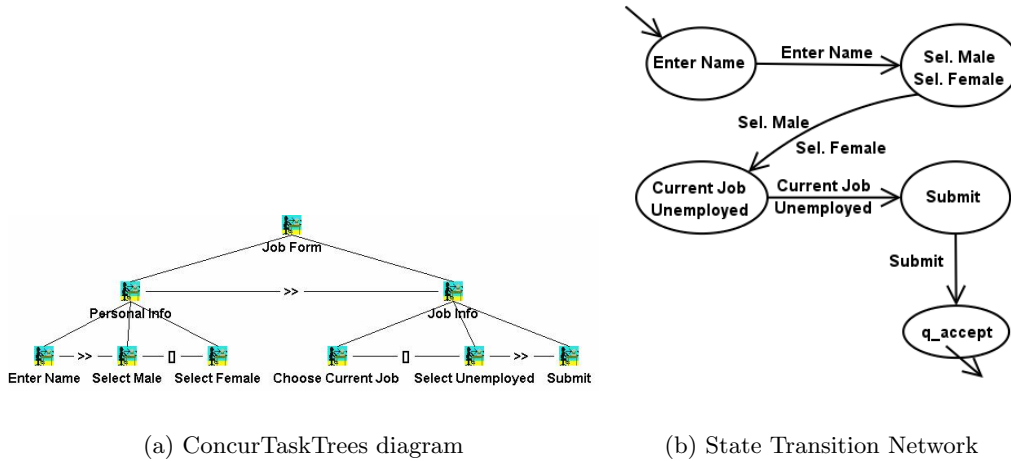 Job Form
>>
Personal Info
Job Info
>>
[]
[]
>>
Enter Name
Select Male
Select Female
Choose Current Job
Select Unemployed
Submit
(a) ConcurTaskTrees diagram
Enter Name
Enter Name
Sel. Male
Sel. Female
Sel. Male
Sel. Female
Current Job
Unemployed
Current Job
Unemployed
Submit
Submit
q_accept
(b) State Transition Network